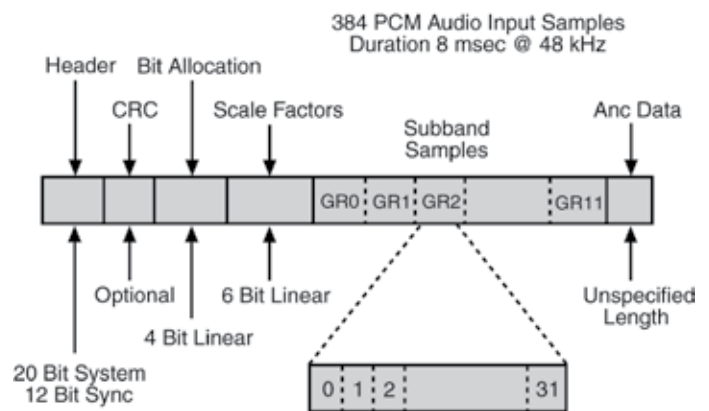 384 PCM Audio Input Samples
Duration 8 msec @ 48 kHz
Header
Bit Allocation
CRC
Scale Factors
Subband
Samples
Anc Data
GR0
GR1
GR2
GR11
Optional
6 Bit Linear
Unspecified
Length
4 Bit Linear
20 Bit System
12 Bit Sync
0
1
2
31